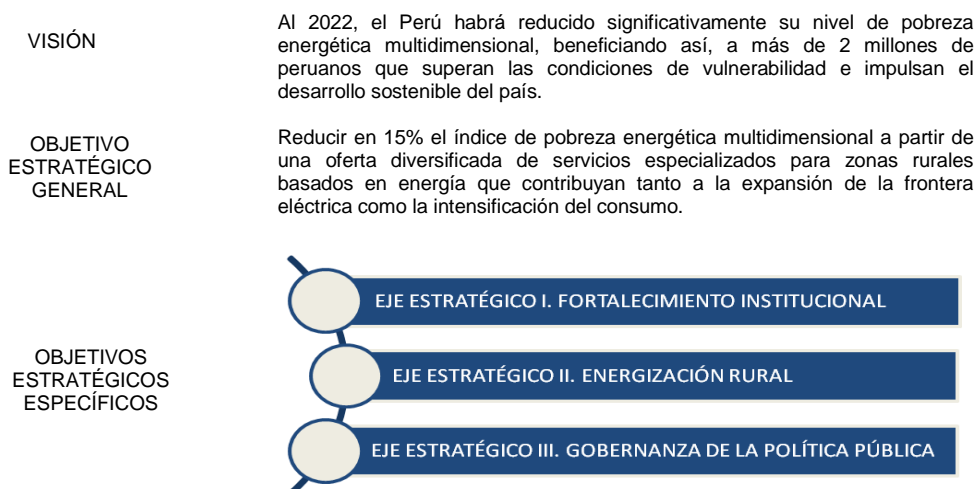 VISIÓN
Al 2022, el Perú habrá reducido significativamente su nivel de pobreza
energética multidimensional, beneficiando así, a más de 2 millones de
peruanos que superan las condiciones de vulnerabilidad e impulsan el
desarrollo sostenible del país.
OBJETIVO
ESTRATÉGICO
GENERAL
Reducir en 15% el índice de pobreza energética multidimensional a partir de
una oferta diversificada de servicios especializados para zonas rurales
basados en energía que contribuyan tanto a la expansión de la frontera
eléctrica como la intensificación del consumo.
OBJETIVOS
ESTRATÉGICOS
ESPECÍFICOS
EJE ESTRATÉGICO I. FORTALECIMIENTO INSTITUCIONAL
EJE ESTRATÉGICO II. ENERGIZACIÓN RURAL
EJE ESTRATÉGICO III. GOBERNANZA DE LA POLÍTICA PÚBLICA